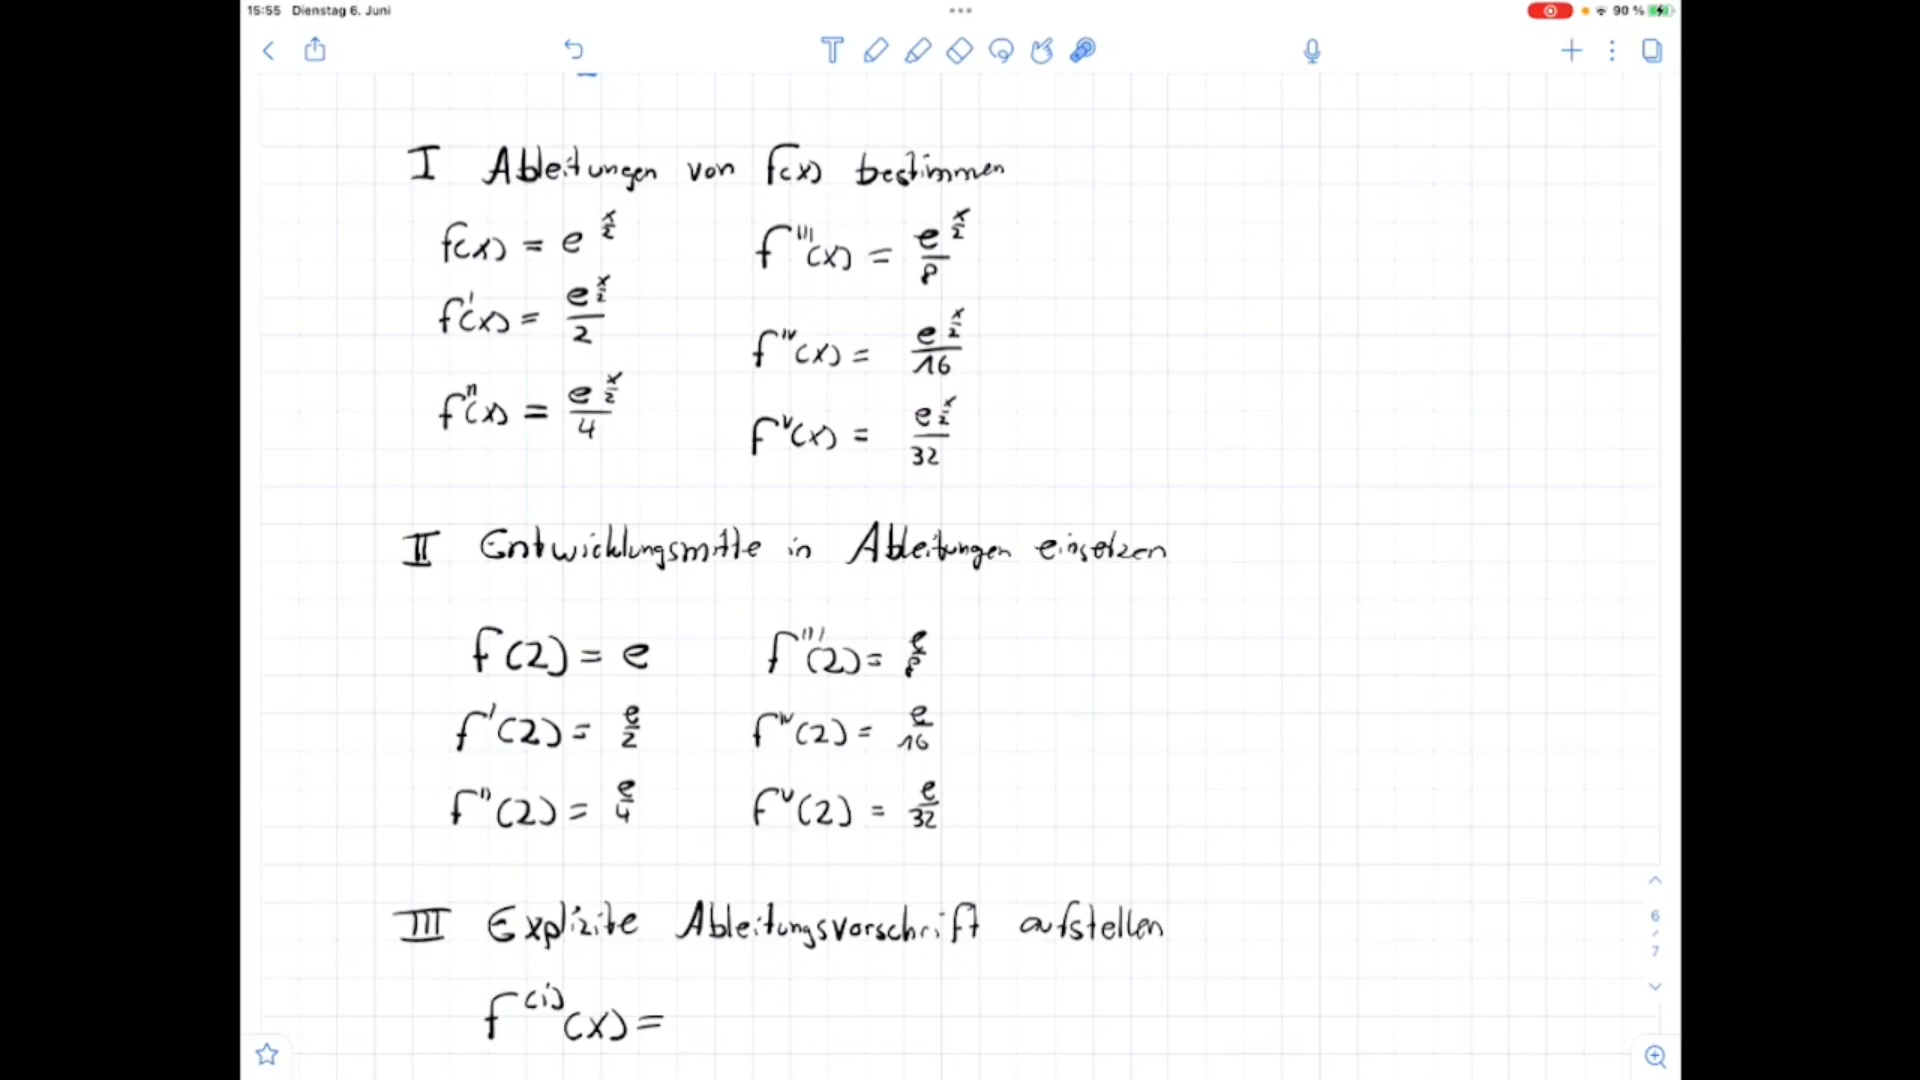 15:55 Dienstag 6. Juni
90 %
I Ableitungen von f(x) bestimmen
f(x) = e^(x/2)
f'''(x) = e^(x/2)/8
f'(x) = e^(x/2)/2
f^IV(x) = e^(x/2)/16
f''(x) = e^(x/2)/4
f^V(x) = e^(x/2)/32
II Entwicklungsmitte in Ableitungen einsetzen
f(2) = e
f'''(2) = e/8
f'(2) = e/2
f^IV(2) = e/16
f''(2) = e/4
f^V(2) = e/32
III Explizite Ableitungsvorschrift aufstellen
f^(i)(x) =
6
/
7